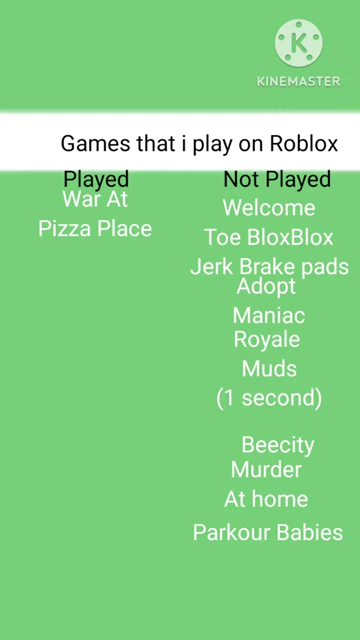 KINEMASTER
Games that i play on Roblox
Played
Not Played
War At
Pizza Place
Welcome
Toe BloxBlox
Jerk Brake pads
Adopt
Maniac
Royale
Muds
(1 second)
Beecity
Murder
At home
Parkour Babies